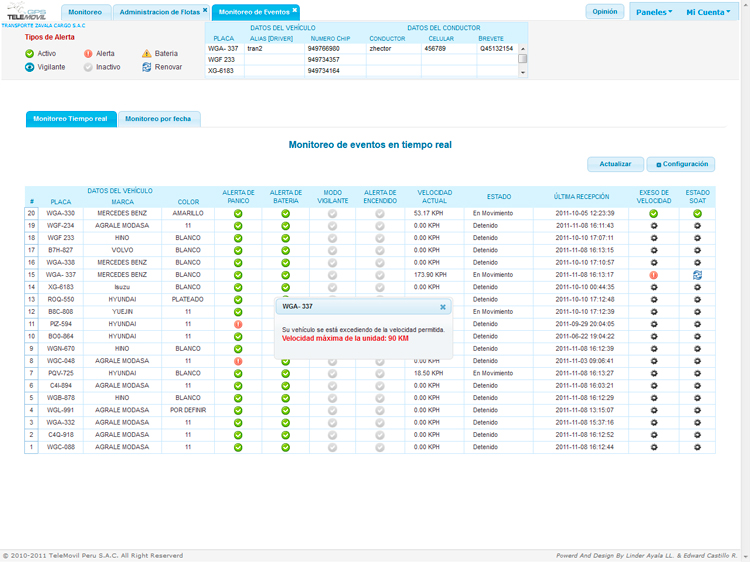 GPS
TELEMOVIL
TRANSPORTE ZAVALA CARGO S.A.C
Monitoreo
Administracion de Flotas
Monitoreo de Eventos
Opinión
Paneles
Mi Cuenta
Tipos de Alerta
Activo Alerta Bateria
Vigilante Inactivo Renovar
DATOS DEL VEHÍCULO DATOS DEL CONDUCTOR
PLACA ALIAS [DRIVER] NUMERO CHIP CONDUCTOR CELULAR BREVETE
WGA- 337 tran2 949766980 zhector 456789 Q45132154
WGF 233 949734357
XG-6183 949734164
Monitoreo Tiempo real Monitoreo por fecha
Monitoreo de eventos en tiempo real
Actualizar Configuración
DATOS DEL VEHÍCULO
# PLACA MARCA COLOR ALERTA DE PANICO ALERTA DE BATERIA MODO VIGILANTE ALERTA DE ENCENDIDO VELOCIDAD ACTUAL ESTADO ÚLTIMA RECEPCIÓN EXESO DE VELOCIDAD ESTADO SOAT
20 WGA-330 MERCEDES BENZ AMARILLO 53.17 KPH En Movimiento 2011-10-05 12:23:39
19 WGF-234 AGRALE MODASA 11 0.00 KPH Detenido 2011-11-08 16:11:43
18 WGF 233 HINO BLANCO 0.00 KPH Detenido 2011-10-10 17:07:11
17 B7H-827 VOLVO BLANCO 0.00 KPH Detenido 2011-11-08 16:13:15
16 WGA-338 MERCEDES BENZ BLANCO 0.00 KPH Detenido 2011-10-10 17:10:57
15 WGA- 337 MERCEDES BENZ BLANCO 173.90 KPH En Movimiento 2011-11-08 16:13:17
14 XG-6183 Isuzu BLANCO 0.00 KPH Detenido 2011-10-10 00:44:35
13 ROQ-550 HYUNDAI PLATEADO Detenido 2011-10-10 17:12:48
12 B8C-808 YUEJIN 11 En Movimiento 2011-10-10 17:12:39
11 PIZ-594 HYUNDAI 11 Detenido 2011-09-29 20:04:05
10 BO0-864 HYUNDAI 11 Detenido 2011-06-22 19:04:22
9 WGN-670 HINO BLANCO Detenido 2011-11-08 16:12:39
8 WGC-048 AGRALE MODASA 11 0.00 KPH Detenido 2011-11-03 09:06:41
7 PQV-725 HYUNDAI BLANCO 18.50 KPH En Movimiento 2011-11-08 16:13:27
6 C4I-894 AGRALE MODASA 11 0.00 KPH Detenido 2011-11-08 16:03:21
5 WGB-878 HINO BLANCO 0.00 KPH Detenido 2011-11-08 16:12:29
4 WGL-991 AGRALE MODASA POR DEFINIR 0.00 KPH Detenido 2011-11-08 13:15:07
3 WGA-332 AGRALE MODASA 11 0.00 KPH Detenido 2011-11-08 15:37:16
2 C4Q-918 AGRALE MODASA 11 0.00 KPH Detenido 2011-11-08 16:12:52
1 WGC-088 AGRALE MODASA 11 0.00 KPH Detenido 2011-11-08 16:12:44
WGA- 337
Su vehículo se está excediendo de la velocidad permitida.
Velocidad máxima de la unidad: 90 KM
© 2010-2011 TeleMovil Peru S.A.C. All Right Reserverd
Powerd And Design By Linder Ayala LL. & Edward Castillo R.